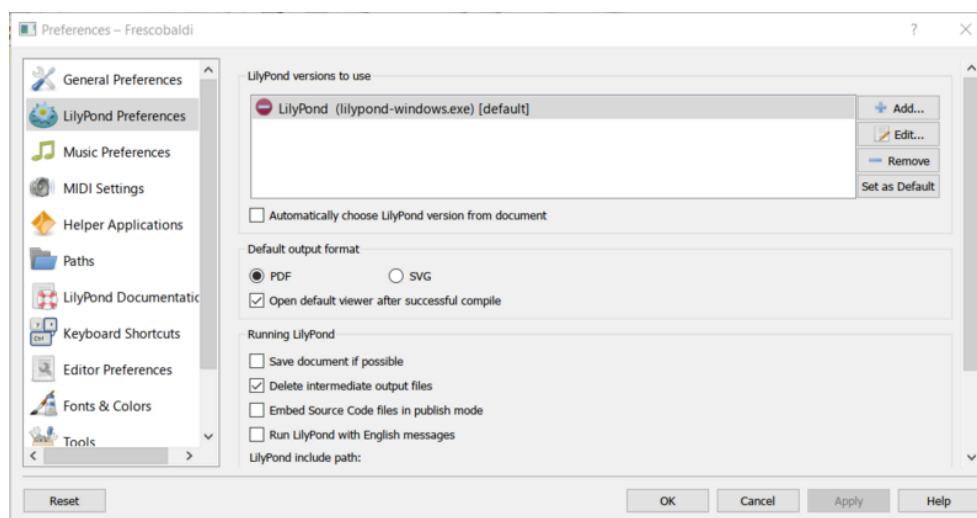 Preferences – Frescobaldi
?
General Preferences
LilyPond Preferences
Music Preferences
MIDI Settings
Helper Applications
Paths
LilyPond Documentatic
Keyboard Shortcuts
Editor Preferences
Fonts & Colors
Tools
LilyPond versions to use
LilyPond (lilypond-windows.exe) [default]
Add...
Edit...
Remove
Set as Default
Automatically choose LilyPond version from document
Default output format
PDF
SVG
Open default viewer after successful compile
Running LilyPond
Save document if possible
Delete intermediate output files
Embed Source Code files in publish mode
Run LilyPond with English messages
LilyPond include path:
Reset
OK
Cancel
Apply
Help